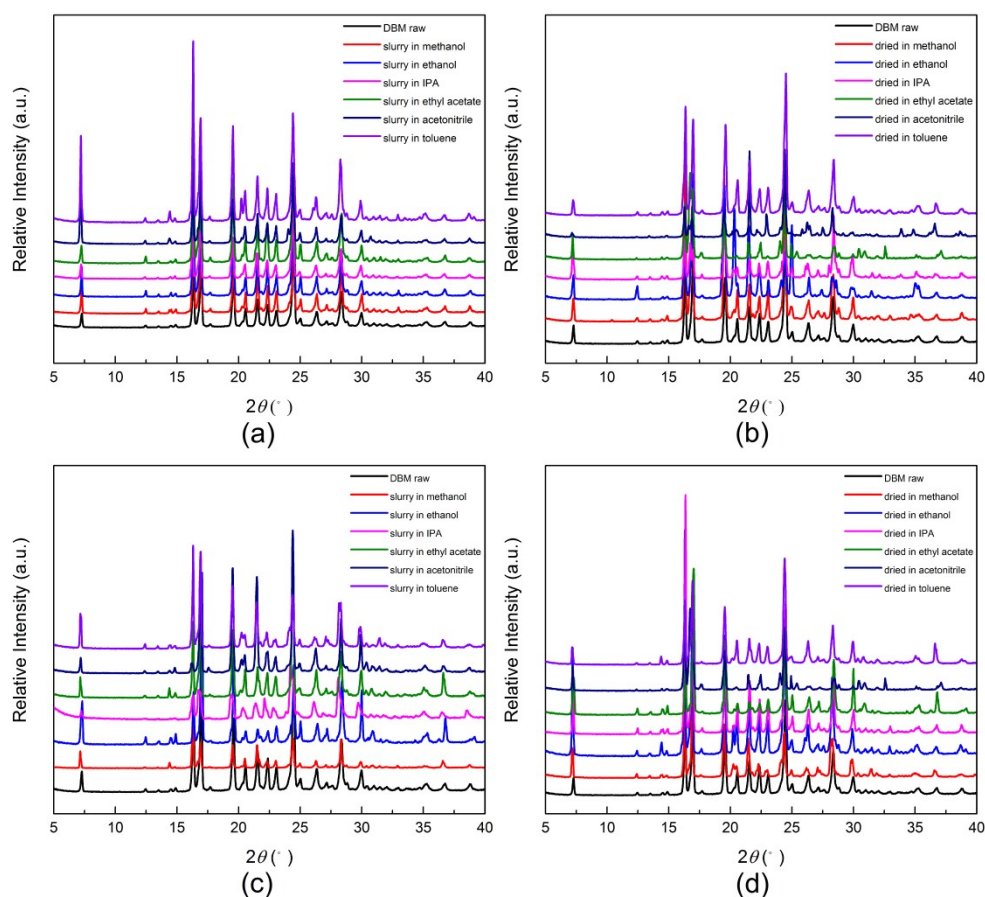 Relative Intensity (a.u.)
DBM raw
slurry in methanol
slurry in ethanol
slurry in IPA
slurry in ethyl acetate
slurry in acetonitrile
slurry in toluene
5 10 15 20 25 30 35 40
2θ(°)
(a)
Relative Intensity (a.u.)
DBM raw
dried in methanol
dried in ethanol
dried in IPA
dried in ethyl acetate
dried in acetonitrile
dried in toluene
5 10 15 20 25 30 35 40
2θ(°)
(b)
Relative Intensity (a.u.)
DBM raw
slurry in methanol
slurry in ethanol
slurry in IPA
slurry in ethyl acetate
slurry in acetonitrile
slurry in toluene
5 10 15 20 25 30 35 40
2θ(°)
(c)
Relative Intensity (a.u.)
DBM raw
dried in methanol
dried in ethanol
dried in IPA
dried in ethyl acetate
dried in acetonitrile
dried in toluene
5 10 15 20 25 30 35 40
2θ(°)
(d)